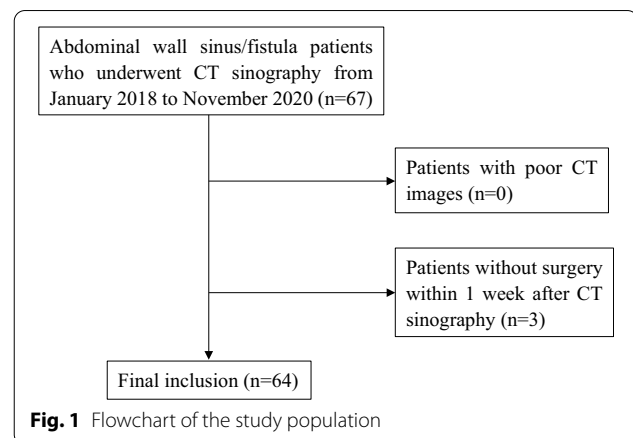 Abdominal wall sinus/fistula patients
who underwent CT sinography from
January 2018 to November 2020 (n=67)
Patients with poor CT
images (n=0)
Patients without surgery
within 1 week after CT
sinography (n=3)
Final inclusion (n=64)
Fig. 1 Flowchart of the study population